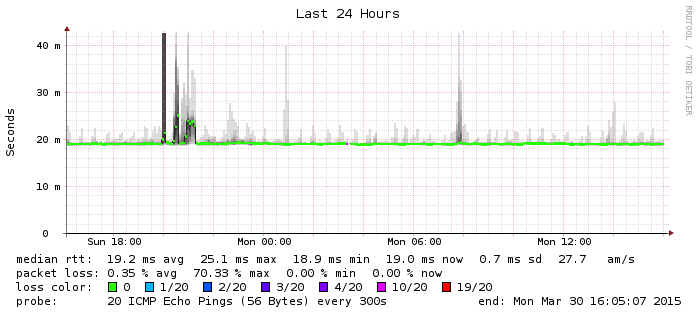 Last 24 Hours
RRDTOOL / TOBI OETIKER
Seconds
40 m
30 m
20 m
10 m
0
Sun 18:00 Mon 00:00 Mon 06:00 Mon 12:00
median rtt: 19.2 ms avg 25.1 ms max 18.9 ms min 19.0 ms now 0.7 ms sd 27.7 am/s
packet loss: 0.35 % avg 70.33 % max 0.00 % min 0.00 % now
loss color: 0 1/20 2/20 3/20 4/20 10/20 19/20
probe: 20 ICMP Echo Pings (56 Bytes) every 300s end: Mon Mar 30 16:05:07 2015